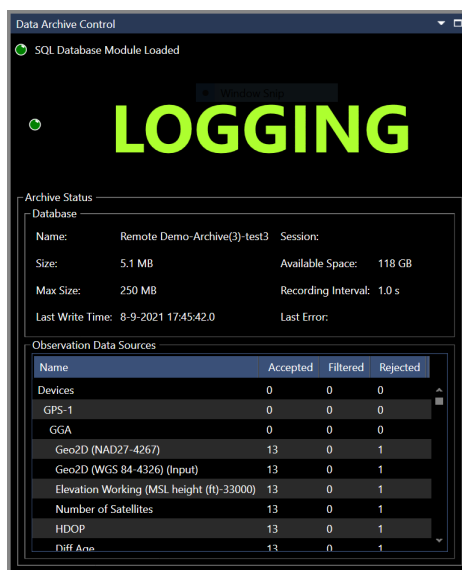 Data Archive Control
SQL Database Module Loaded
Window Snip
LOGGING
Archive Status
Database
Name: Remote Demo-Archive(3)-test3 Session:
Size: 5.1 MB Available Space: 118 GB
Max Size: 250 MB Recording Interval: 1.0 s
Last Write Time: 8-9-2021 17:45:42.0 Last Error:
Observation Data Sources
Name Accepted Filtered Rejected
Devices 0 0 0
GPS-1 0 0 0
GGA 0 0 0
Geo2D (NAD27-4267) 13 0 1
Geo2D (WGS 84-4326) (Input) 13 0 1
Elevation Working (MSL height (ft)-33000) 13 0 1
Number of Satellites 13 0 1
HDOP 13 0 1
Diff Age 13 0 1